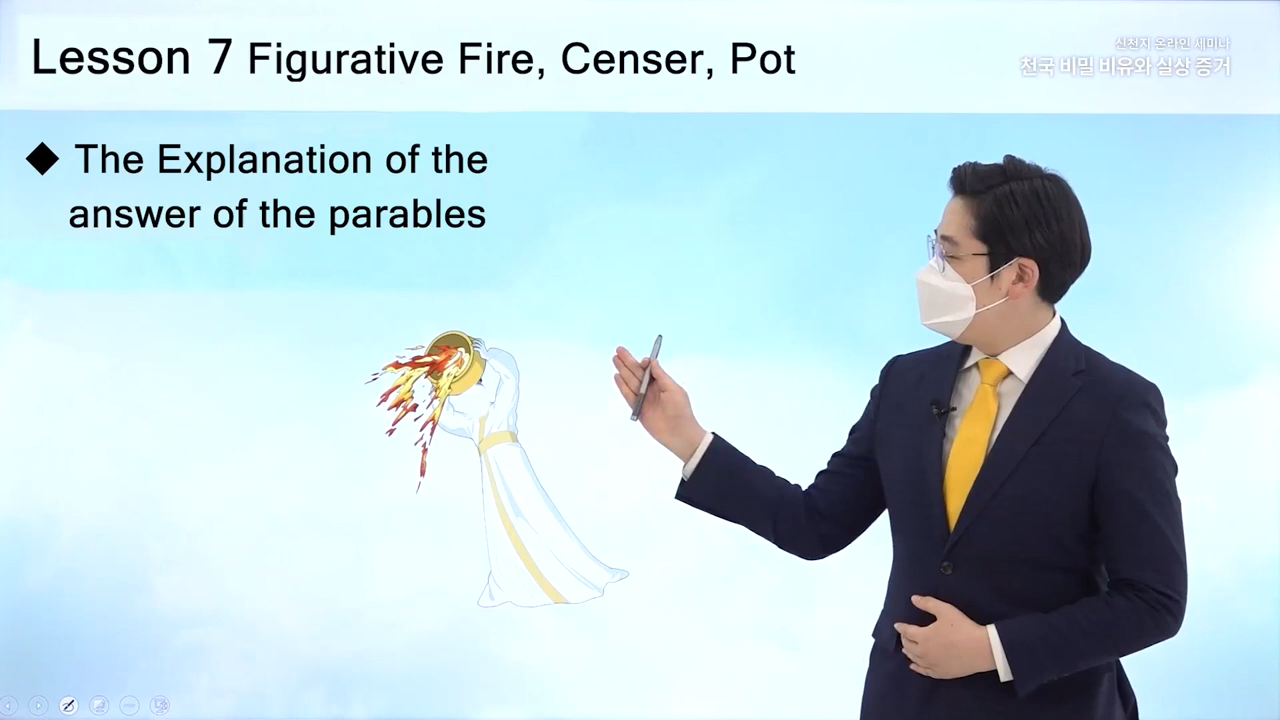 Lesson 7 Figurative Fire, Censer, Pot
신천지 온라인 세미나
천국 비밀 비유와 실상 증거
◆ The Explanation of the
answer of the parables